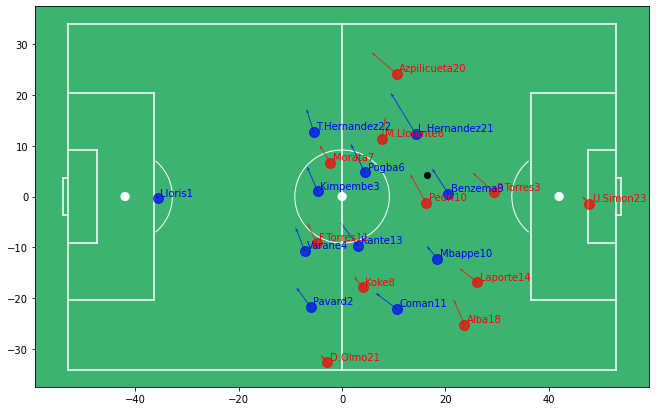 30
20
10
0
−10
−20
−30
−40
−20
0
20
40
Azpilicueta20
T.Hernandez22
L.Hernandez21
M.Llorente6
Morata7
Pogba6
Lloris1
Kimpembe3
Benzema9
P.Torres3
Pedri10
U.Simon23
F.Torres11
Varane4
Kante13
Mbappe10
Koke8
Laporte14
Pavard2
Coman11
Alba18
D.Olmo21